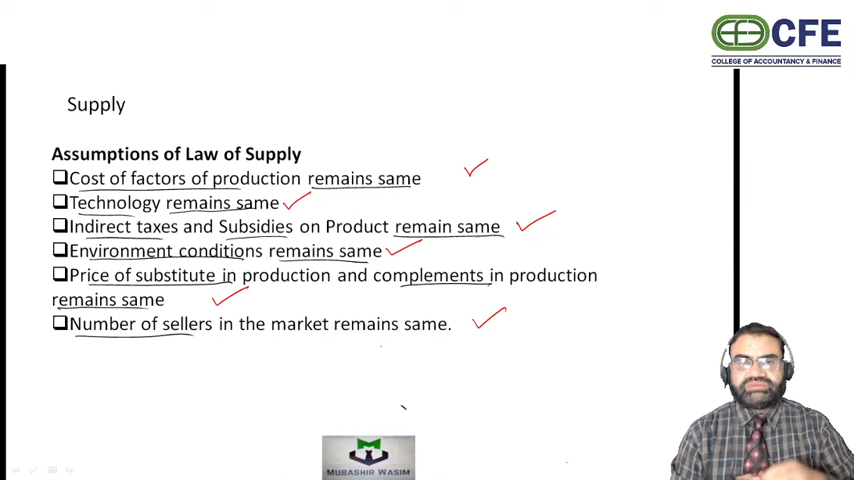 CFE
COLLEGE OF ACCOUNTANCY & FINANCE
Supply
Assumptions of Law of Supply
❑Cost of factors of production remains same
❑Technology remains same
❑Indirect taxes and Subsidies on Product remain same
❑Environment conditions remains same
❑Price of substitute in production and complements in production
remains same
❑Number of sellers in the market remains same.
MUBASHIR WASIM